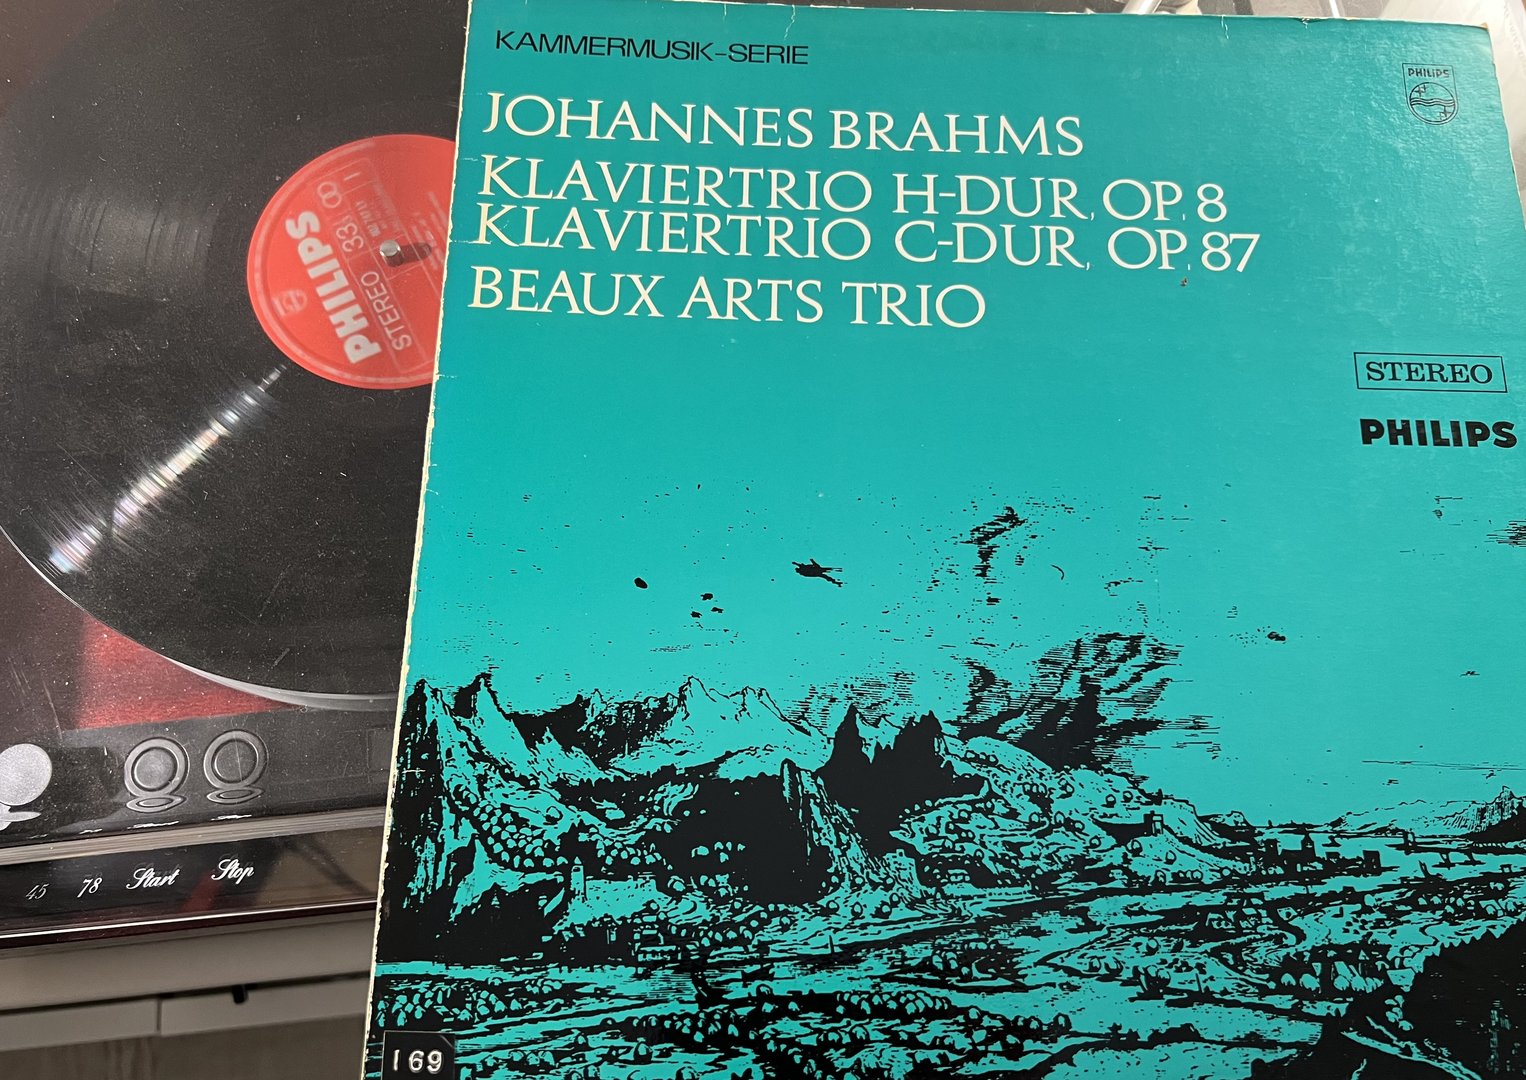 KAMMERMUSIK-SERIE
PHILIPS
JOHANNES BRAHMS
KLAVIERTRIO H-DUR, OP. 8
KLAVIERTRIO C-DUR, OP. 87
BEAUX ARTS TRIO
STEREO
PHILIPS
PHILIPS
STEREO 33
1
45 78 Start Stop
169